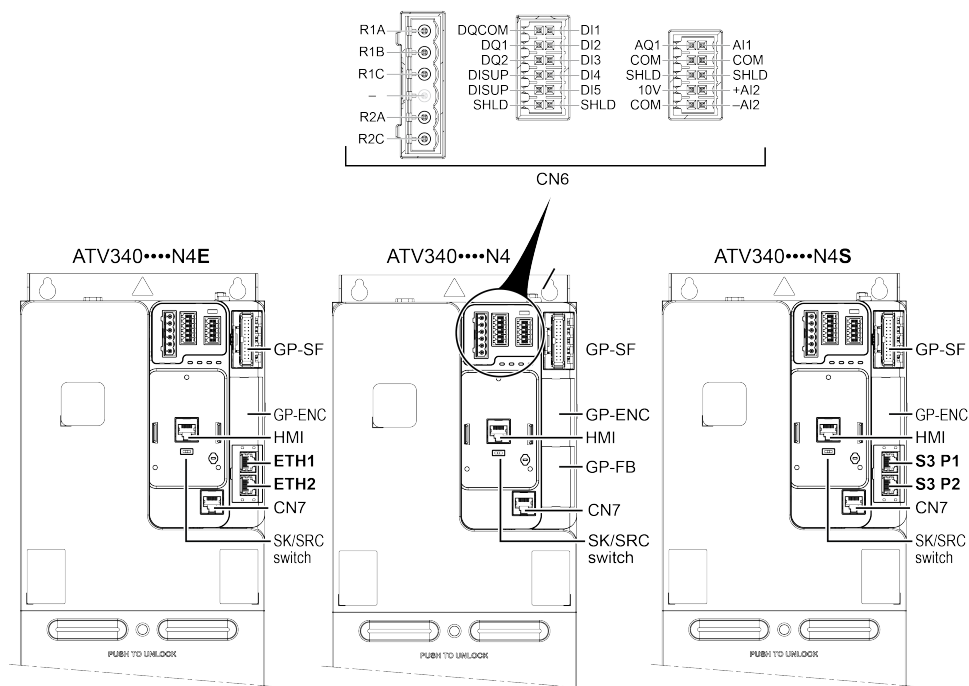 R1A
R1B
R1C
–
R2A
R2C
DQCOM DI1
DQ1 DI2
DQ2 DI3
DISUP DI4
DISUP DI5
SHLD SHLD
AQ1 AI1
COM COM
SHLD SHLD
10V +AI2
COM –AI2
CN6
ATV340••••N4E
GP-SF
GP-ENC
HMI
ETH1
ETH2
CN7
SK/SRC
switch
PUSH TO UNLOCK
ATV340••••N4
GP-SF
GP-ENC
HMI
GP-FB
CN7
SK/SRC
switch
PUSH TO UNLOCK
ATV340••••N4S
GP-SF
GP-ENC
HMI
S3 P1
S3 P2
CN7
SK/SRC
switch
PUSH TO UNLOCK